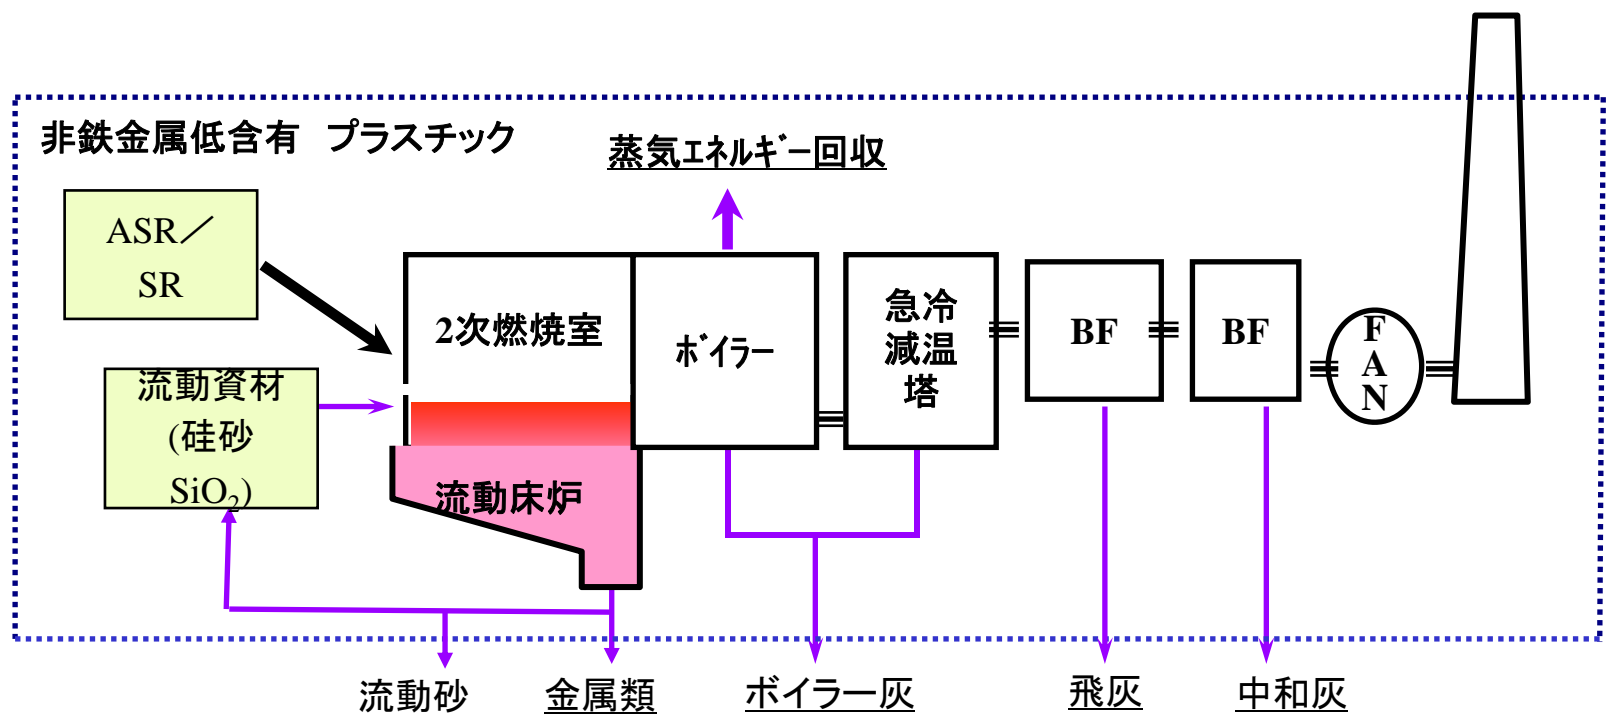 非鉄金属低含有　プラスチック
蒸気エネルギー回収
ASR／
SR
2次燃焼室
ボイラー
急冷
減温
塔
BF
BF
F
A
N
流動資材
(硅砂
SiO₂)
流動床炉
流動砂
金属類
ボイラー灰
飛灰
中和灰